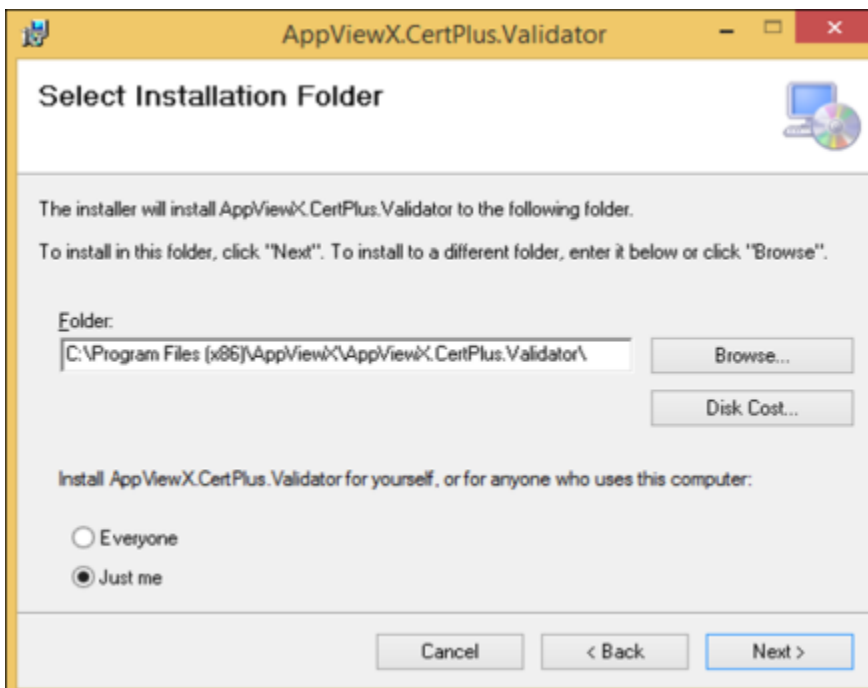 AppViewX.CertPlus.Validator
Select Installation Folder
The installer will install AppViewX.CertPlus.Validator to the following folder.
To install in this folder, click "Next". To install to a different folder, enter it below or click "Browse".
Folder:
C:\Program Files (x86)\AppViewX\AppViewX.CertPlus.Validator\
Browse...
Disk Cost...
Install AppViewX.CertPlus.Validator for yourself, or for anyone who uses this computer:
Everyone
Just me
Cancel
< Back
Next >